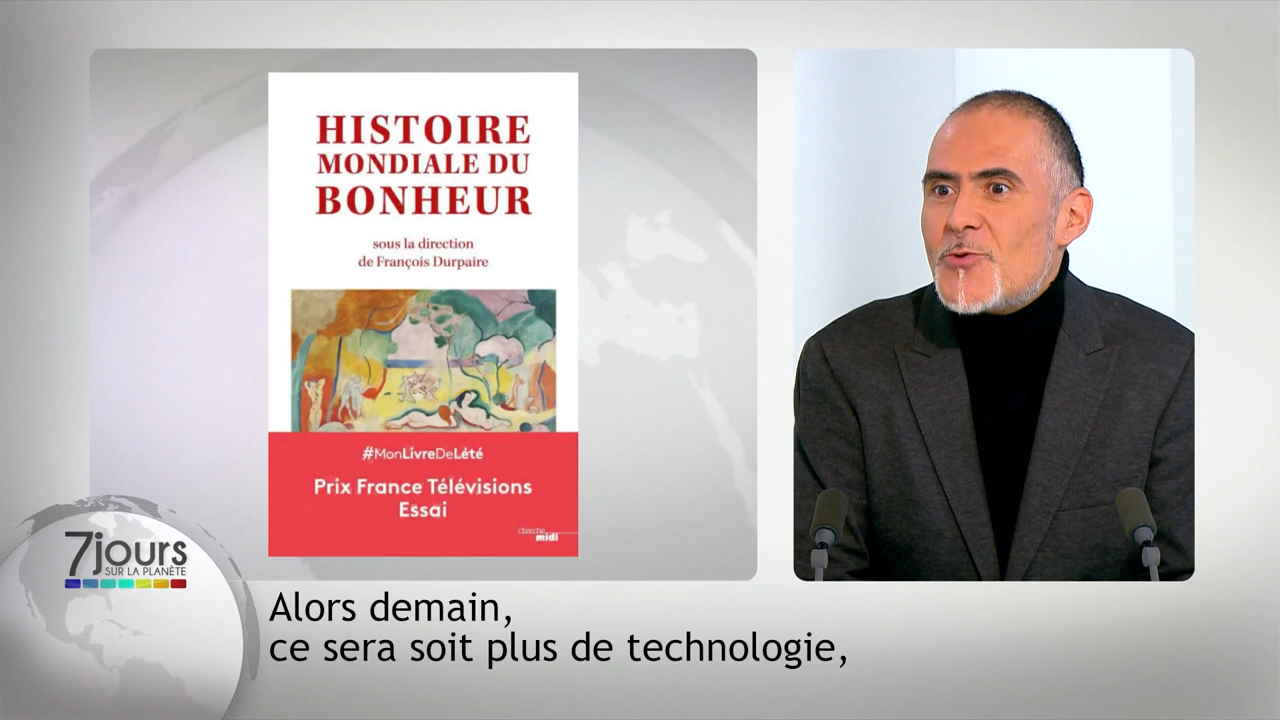 HISTOIRE
MONDIALE DU
BONHEUR
sous la direction
de François Durpaire
#MonLivreDeLété
Prix France Télévisions
Essai
cherche
midi
7jours
SUR LA PLANÈTE
Alors demain,
ce sera soit plus de technologie,